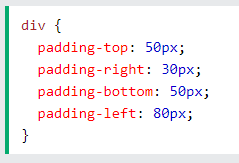 div {
  padding-top: 50px;
  padding-right: 30px;
  padding-bottom: 50px;
  padding-left: 80px;
}